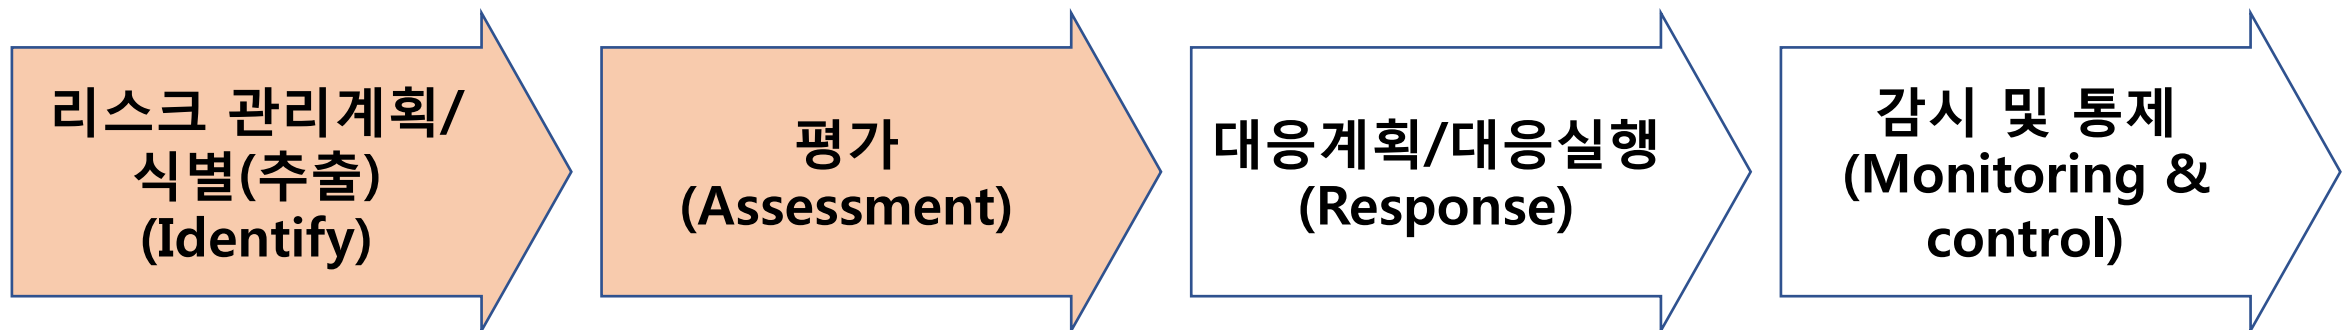 리스크 관리계획/
식별(추출)
(Identify)
평가
(Assessment)
대응계획/대응실행
(Response)
감시 및 통제
(Monitoring &
control)